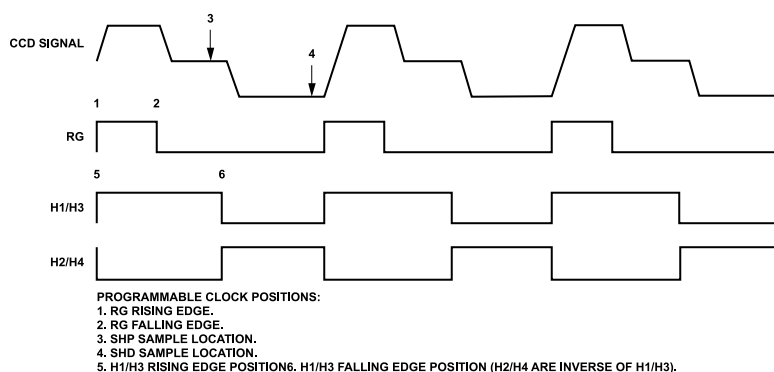 3
CCD SIGNAL
4
1 2
RG
5 6
H1/H3
H2/H4
PROGRAMMABLE CLOCK POSITIONS:
1. RG RISING EDGE.
2. RG FALLING EDGE.
3. SHP SAMPLE LOCATION.
4. SHD SAMPLE LOCATION.
5. H1/H3 RISING EDGE POSITION6. H1/H3 FALLING EDGE POSITION (H2/H4 ARE INVERSE OF H1/H3).